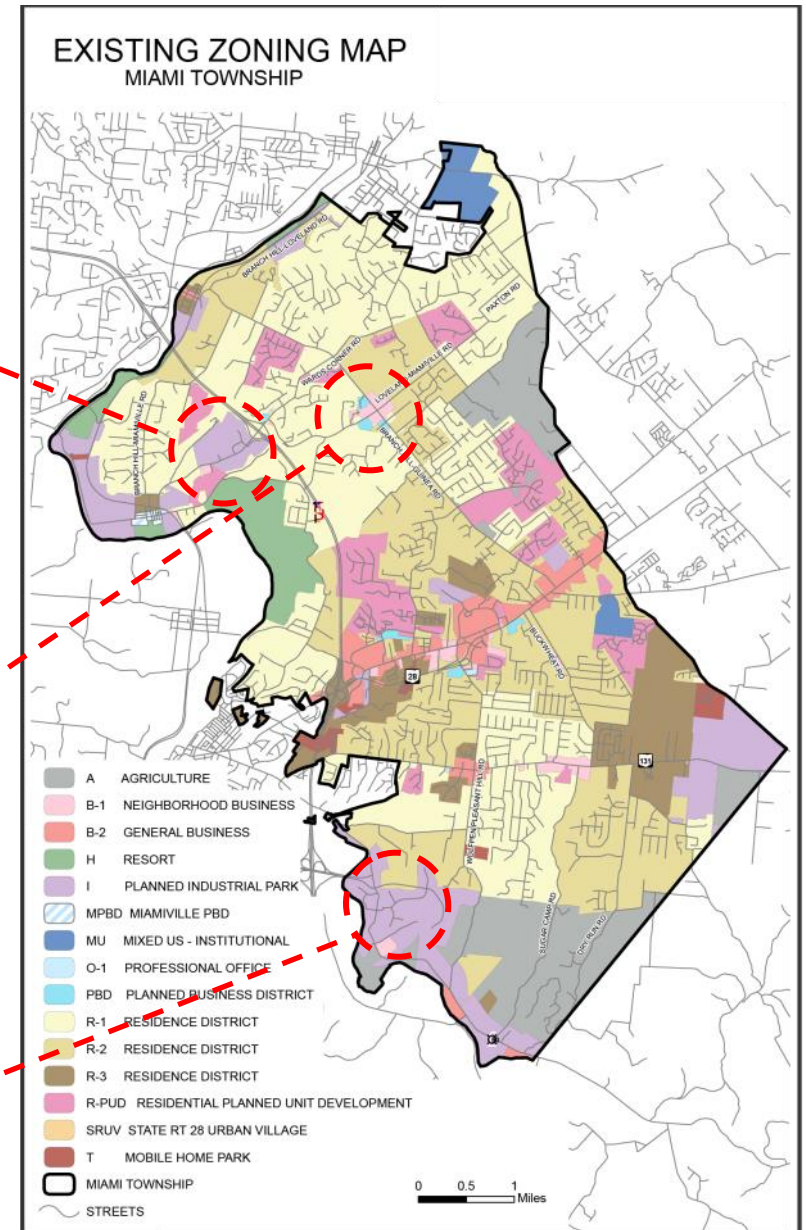 EXISTING ZONING MAP
MIAMI TOWNSHIP
BRANCH HILL-LOVELAND RD
PAXTON RD
WARDS CORNER RD
LOVELAND-MIAMIVILLE RD
BRANCH HILL-MIAMIVILLE RD
BRANCH HILL-GUINEA RD
BUCKWHEAT RD
28
131
WOLFPEN PLEASANT HILL RD
SUGAR CAMP RD
DRY RUN RD
A AGRICULTURE
B-1 NEIGHBORHOOD BUSINESS
B-2 GENERAL BUSINESS
H RESORT
I PLANNED INDUSTRIAL PARK
MPBD MIAMIVILLE PBD
MU MIXED US - INSTITUTIONAL
O-1 PROFESSIONAL OFFICE
PBD PLANNED BUSINESS DISTRICT
R-1 RESIDENCE DISTRICT
R-2 RESIDENCE DISTRICT
R-3 RESIDENCE DISTRICT
R-PUD RESIDENTIAL PLANNED UNIT DEVELOPMENT
SRUV STATE RT 28 URBAN VILLAGE
T MOBILE HOME PARK
MIAMI TOWNSHIP
STREETS
0 0.5 1
Miles